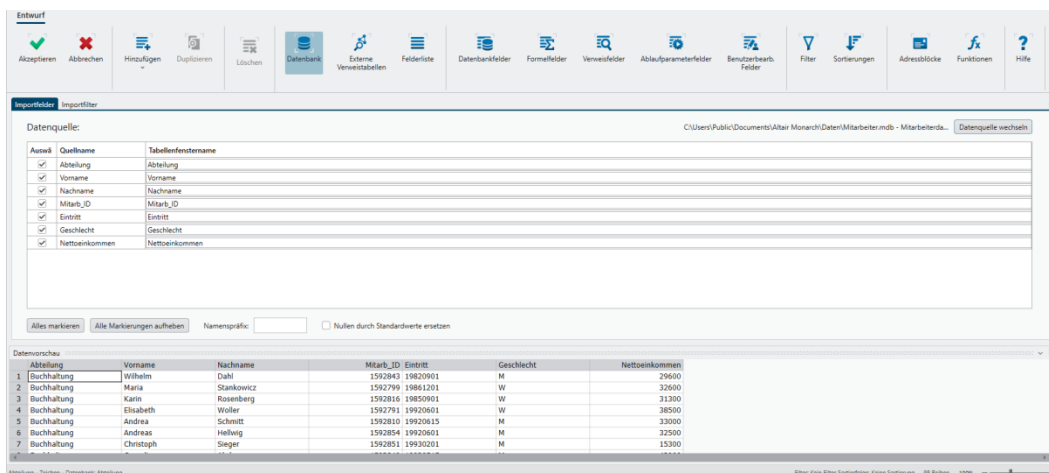 Entwurf
Akzeptieren Abbrechen Hinzufügen Duplizieren Löschen Datenbank Externe Verweistabellen Felderliste Datenbankfelder Formelfelder Verweisfelder Ablaufparameterfelder Benutzerbearb. Felder Filter Sortierungen Adressblöcke Funktionen Hilfe
Importfelder Importfilter
Datenquelle: C:\Users\Public\Documents\Altair Monarch\Daten\Mitarbeiter.mdb - Mitarbeiterda... Datenquelle wechseln
Auswä Quellname Tabellenfenstername
Abteilung Abteilung
Vorname Vorname
Nachname Nachname
Mitarb_ID Mitarb_ID
Eintritt Eintritt
Geschlecht Geschlecht
Nettoeinkommen Nettoeinkommen
Alles markieren Alle Markierungen aufheben Namenspräfix: Nullen durch Standardwerte ersetzen
Datenvorschau
Abteilung Vorname Nachname Mitarb_ID Eintritt Geschlecht Nettoeinkommen
1 Buchhaltung Wilhelm Dahl 1592843 19820901 M 29600
2 Buchhaltung Maria Stankowicz 1592799 19861201 W 32600
3 Buchhaltung Karin Rosenberg 1592816 19850901 W 31300
4 Buchhaltung Elisabeth Woller 1592791 19920601 W 38500
5 Buchhaltung Andrea Schmitt 1592810 19920615 M 33000
6 Buchhaltung Andreas Hellwig 1592854 19920601 M 32500
7 Buchhaltung Christoph Sieger 1592851 19930201 M 15300